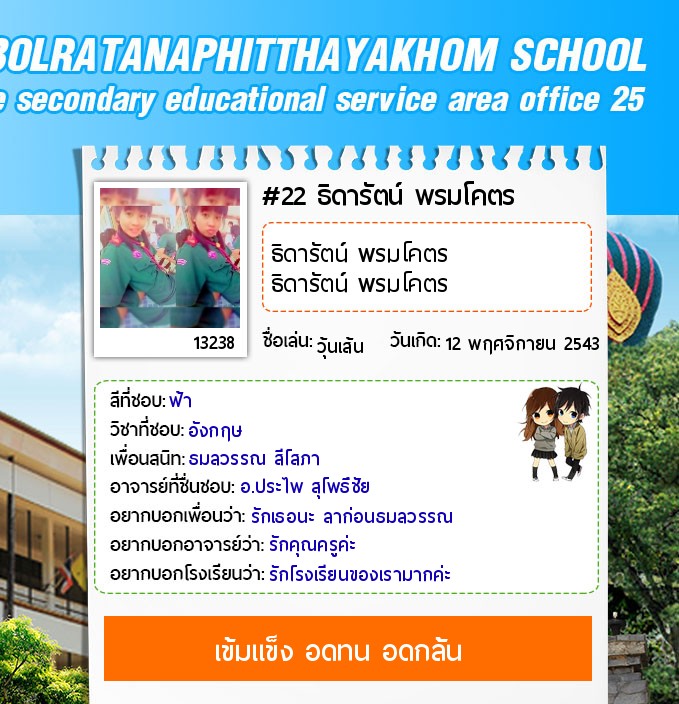 BOLRATANAPHITTHAYAKHOM SCHOOL
e secondary educational service area office 25
#22 ธิดารัตน์ พรมโคตร
ธิดารัตน์ พรมโคตร
ธิดารัตน์ พรมโคตร
13238
ชื่อเล่น: วุ้นเส้น วันเกิด: 12 พฤศจิกายน 2543
สีที่ชอบ: ฟ้า
วิชาที่ชอบ: อังกฤษ
เพื่อนสนิท: ธมลวรรณ สีโสภา
อาจารย์ที่ชื่นชอบ: อ.ประไพ สุโพธิ์ชัย
อยากบอกเพื่อนว่า: รักเธอนะ ลาก่อนธมลวรรณ
อยากบอกอาจารย์ว่า: รักคุณครูค่ะ
อยากบอกโรงเรียนว่า: รักโรงเรียนของเรามากค่ะ
เข้มแข็ง อดทน อดกลั้น